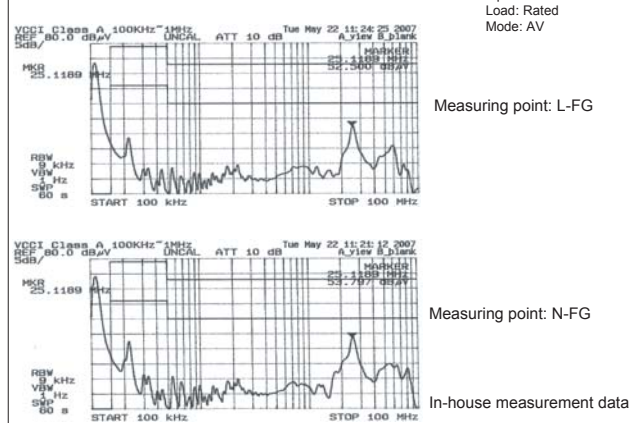 Load: Rated
Mode: AV
VCCI Class A 100KHz~1MHz Tue May 22 11:24:25 2007
REF 80.0 dBμV UNCAL ATT 10 dB A_view B_blank
5dB/
MARKER
25.1189 MHz
52.500 dBμV
MKR
25.1189 MHz
Measuring point: L-FG
RBW
9 kHz
VBW
1 Hz
SWP
60 s
START 100 kHz STOP 100 MHz
VCCI Class A 100KHz~1MHz Tue May 22 11:21:12 2007
REF 80.0 dBμV UNCAL ATT 10 dB A_view B_blank
5dB/
MARKER
25.1189 MHz
53.797 dBμV
MKR
25.1189 MHz
Measuring point: N-FG
RBW
9 kHz
VBW
1 Hz
SWP
60 s
START 100 kHz STOP 100 MHz
In-house measurement data